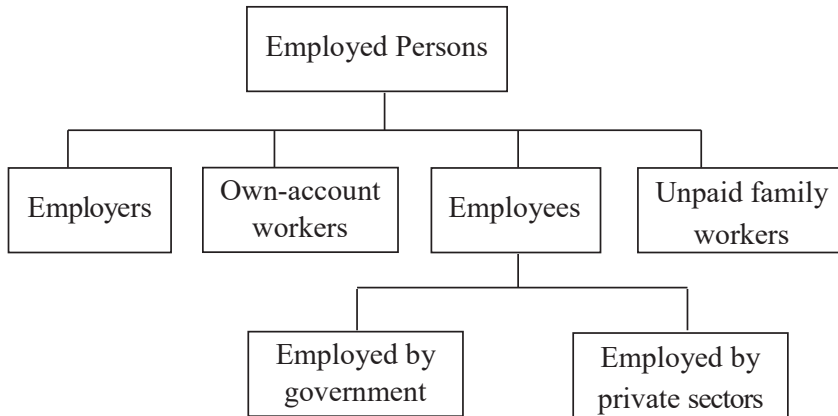 Employed Persons
Employers
Own-account
workers
Employees
Unpaid family
workers
Employed by
government
Employed by
private sectors